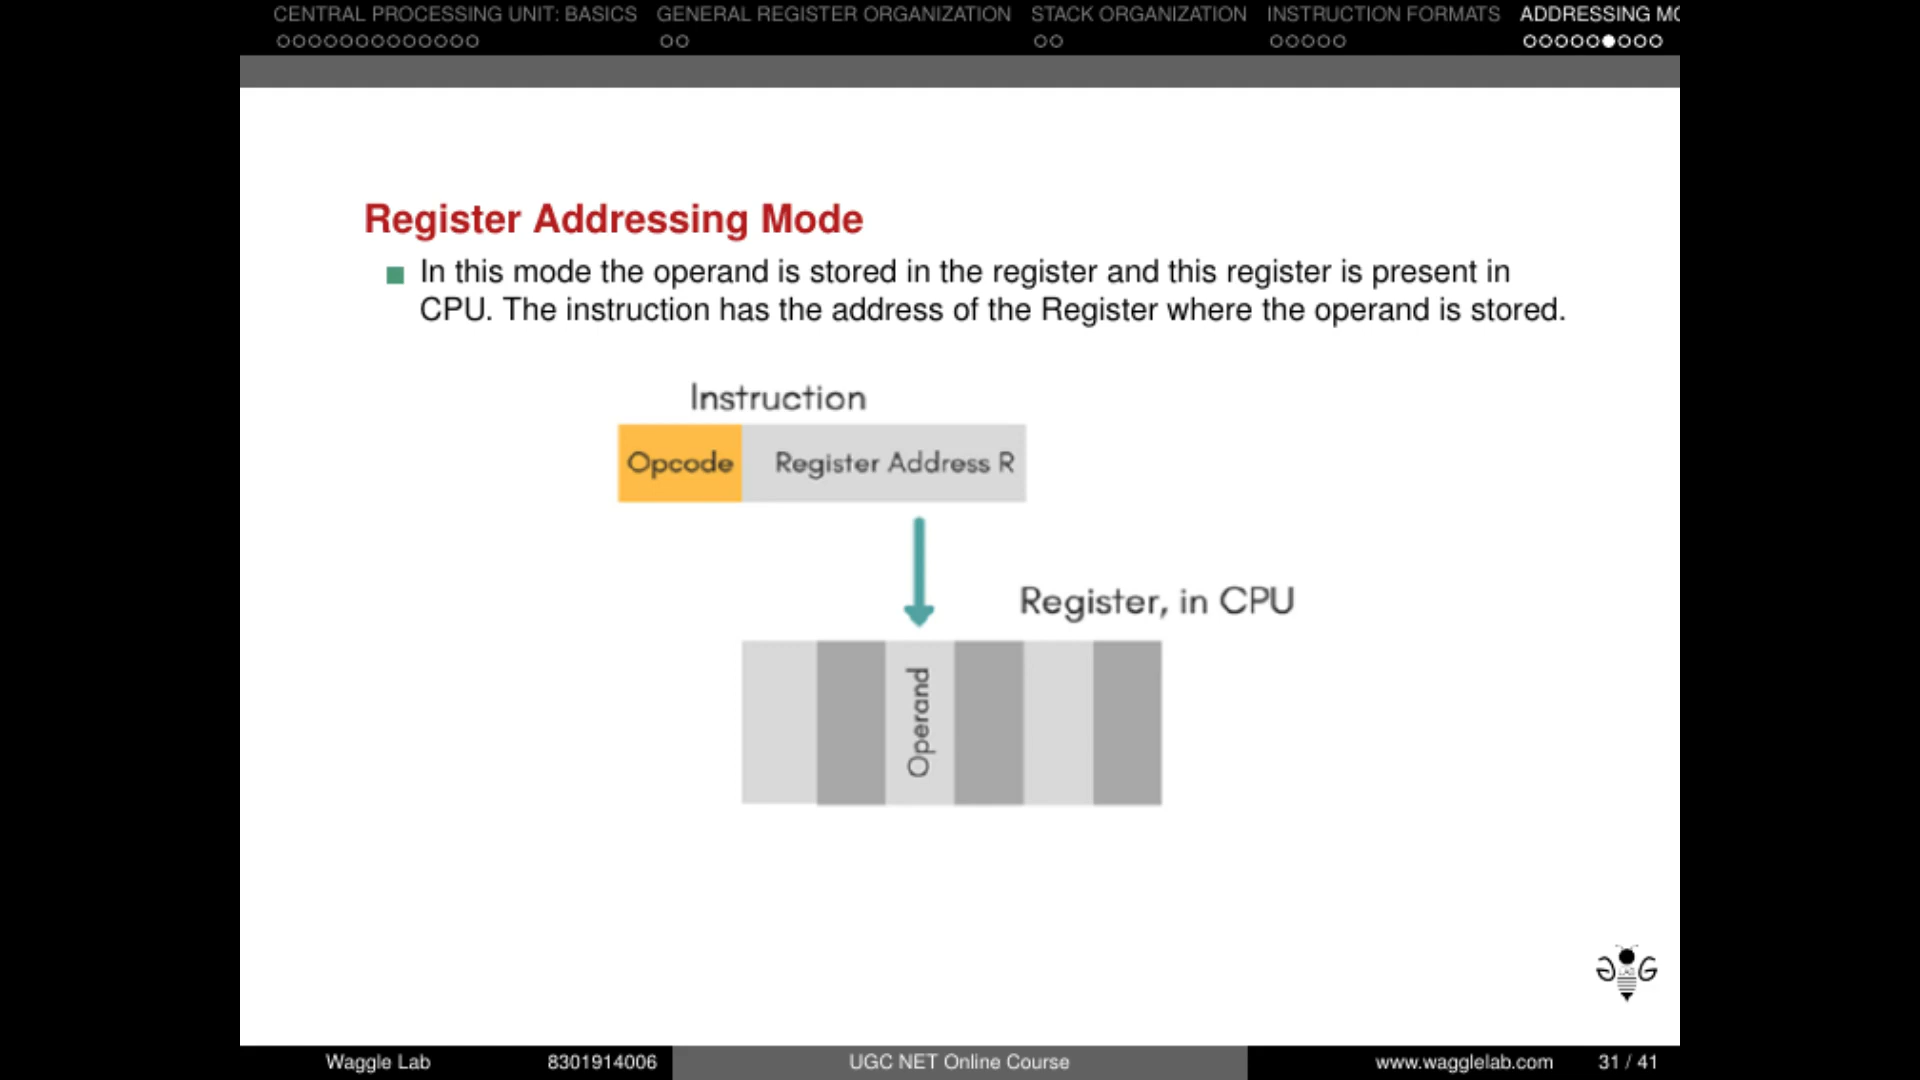 CENTRAL PROCESSING UNIT: BASICS GENERAL REGISTER ORGANIZATION STACK ORGANIZATION INSTRUCTION FORMATS ADDRESSING MO
Register Addressing Mode
In this mode the operand is stored in the register and this register is present in
CPU. The instruction has the address of the Register where the operand is stored.
Instruction
Opcode Register Address R
Register, in CPU
Operand
Waggle Lab 8301914006 UGC NET Online Course www.wagglelab.com 31 / 41